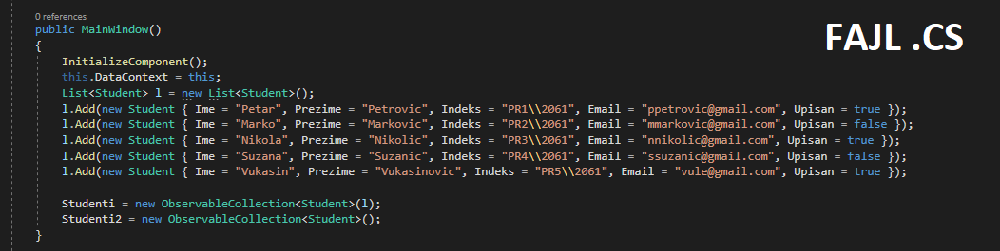 0 references
public MainWindow()
FAJL .CS
{
InitializeComponent();
this.DataContext = this;
List<Student> l = new List<Student>();
l.Add(new Student { Ime = "Petar", Prezime = "Petrovic", Indeks = "PR1\\2061", Email = "ppetrovic@gmail.com", Upisan = true });
l.Add(new Student { Ime = "Marko", Prezime = "Markovic", Indeks = "PR2\\2061", Email = "mmarkovic@gmail.com", Upisan = false });
l.Add(new Student { Ime = "Nikola", Prezime = "Nikolic", Indeks = "PR3\\2061", Email = "nnikolic@gmail.com", Upisan = true });
l.Add(new Student { Ime = "Suzana", Prezime = "Suzanic", Indeks = "PR4\\2061", Email = "ssuzanic@gmail.com", Upisan = false });
l.Add(new Student { Ime = "Vukasin", Prezime = "Vukasinovic", Indeks = "PR5\\2061", Email = "vule@gmail.com", Upisan = true });
Studenti = new ObservableCollection<Student>(l);
Studenti2 = new ObservableCollection<Student>();
}